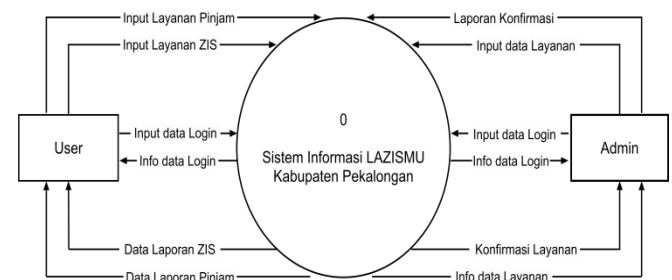 Input Layanan Pinjam
Laporan Konfirmasi
Input Layanan ZIS
Input data Layanan
0
User
Input data Login
Info data Login
Sistem Informasi LAZISMU
Kabupaten Pekalongan
Input data Login
Info data Login
Admin
Data Laporan ZIS
Konfirmasi Layanan
Data Laporan Pinjam
Info data Layanan